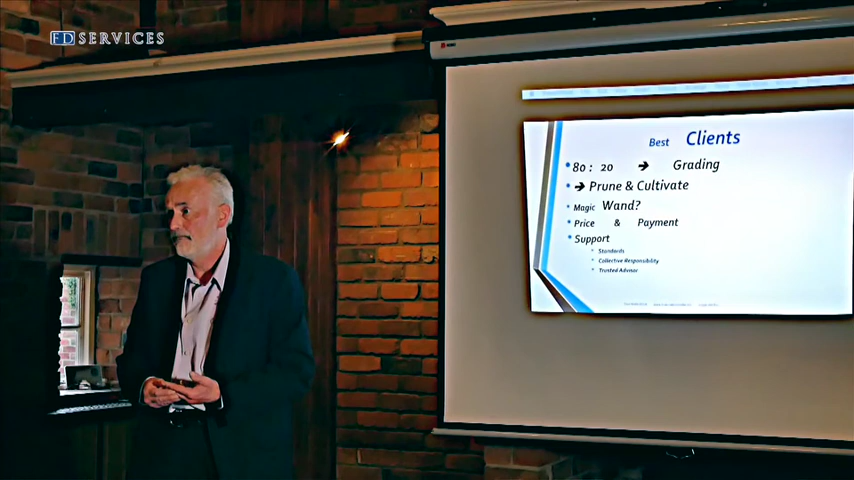 FD SERVICES
Best Clients
80 : 20 ➔ Grading
➔ Prune & Cultivate
Magic Wand?
Price & Payment
Support
Standards
Collective Responsibility
Trusted Advisor